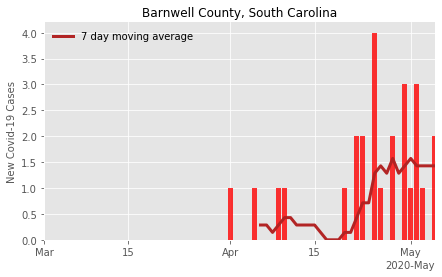 Barnwell County, South Carolina
7 day moving average
New Covid-19 Cases
4.0
3.5
3.0
2.5
2.0
1.5
1.0
0.5
0.0
Mar 15 Apr 15 May
2020-May